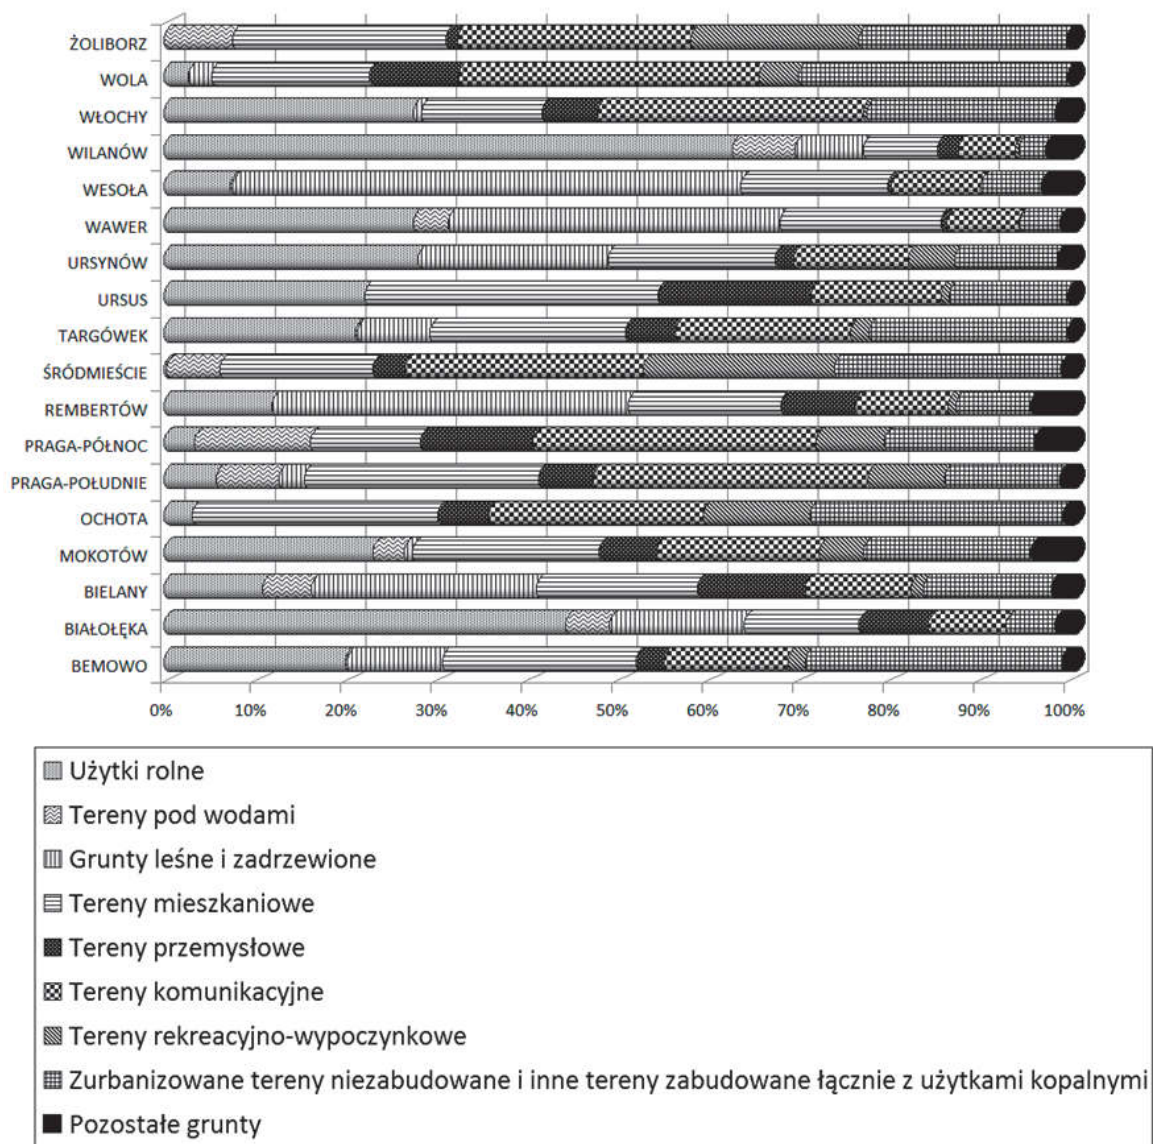 ŻOLIBORZ
WOLA
WŁOCHY
WILANÓW
WESOŁA
WAWER
URSYNÓW
URSUS
TARGÓWEK
ŚRÓDMIEŚCIE
REMBERTÓW
PRAGA-PÓŁNOC
PRAGA-POŁUDNIE
OCHOTA
MOKOTÓW
BIELANY
BIAŁOŁĘKA
BEMOWO
0% 10% 20% 30% 40% 50% 60% 70% 80% 90% 100%
Użytki rolne
Tereny pod wodami
Grunty leśne i zadrzewione
Tereny mieszkaniowe
Tereny przemysłowe
Tereny komunikacyjne
Tereny rekreacyjno-wypoczynkowe
Zurbanizowane tereny niezabudowane i inne tereny zabudowane łącznie z użytkami kopalnymi
Pozostałe grunty